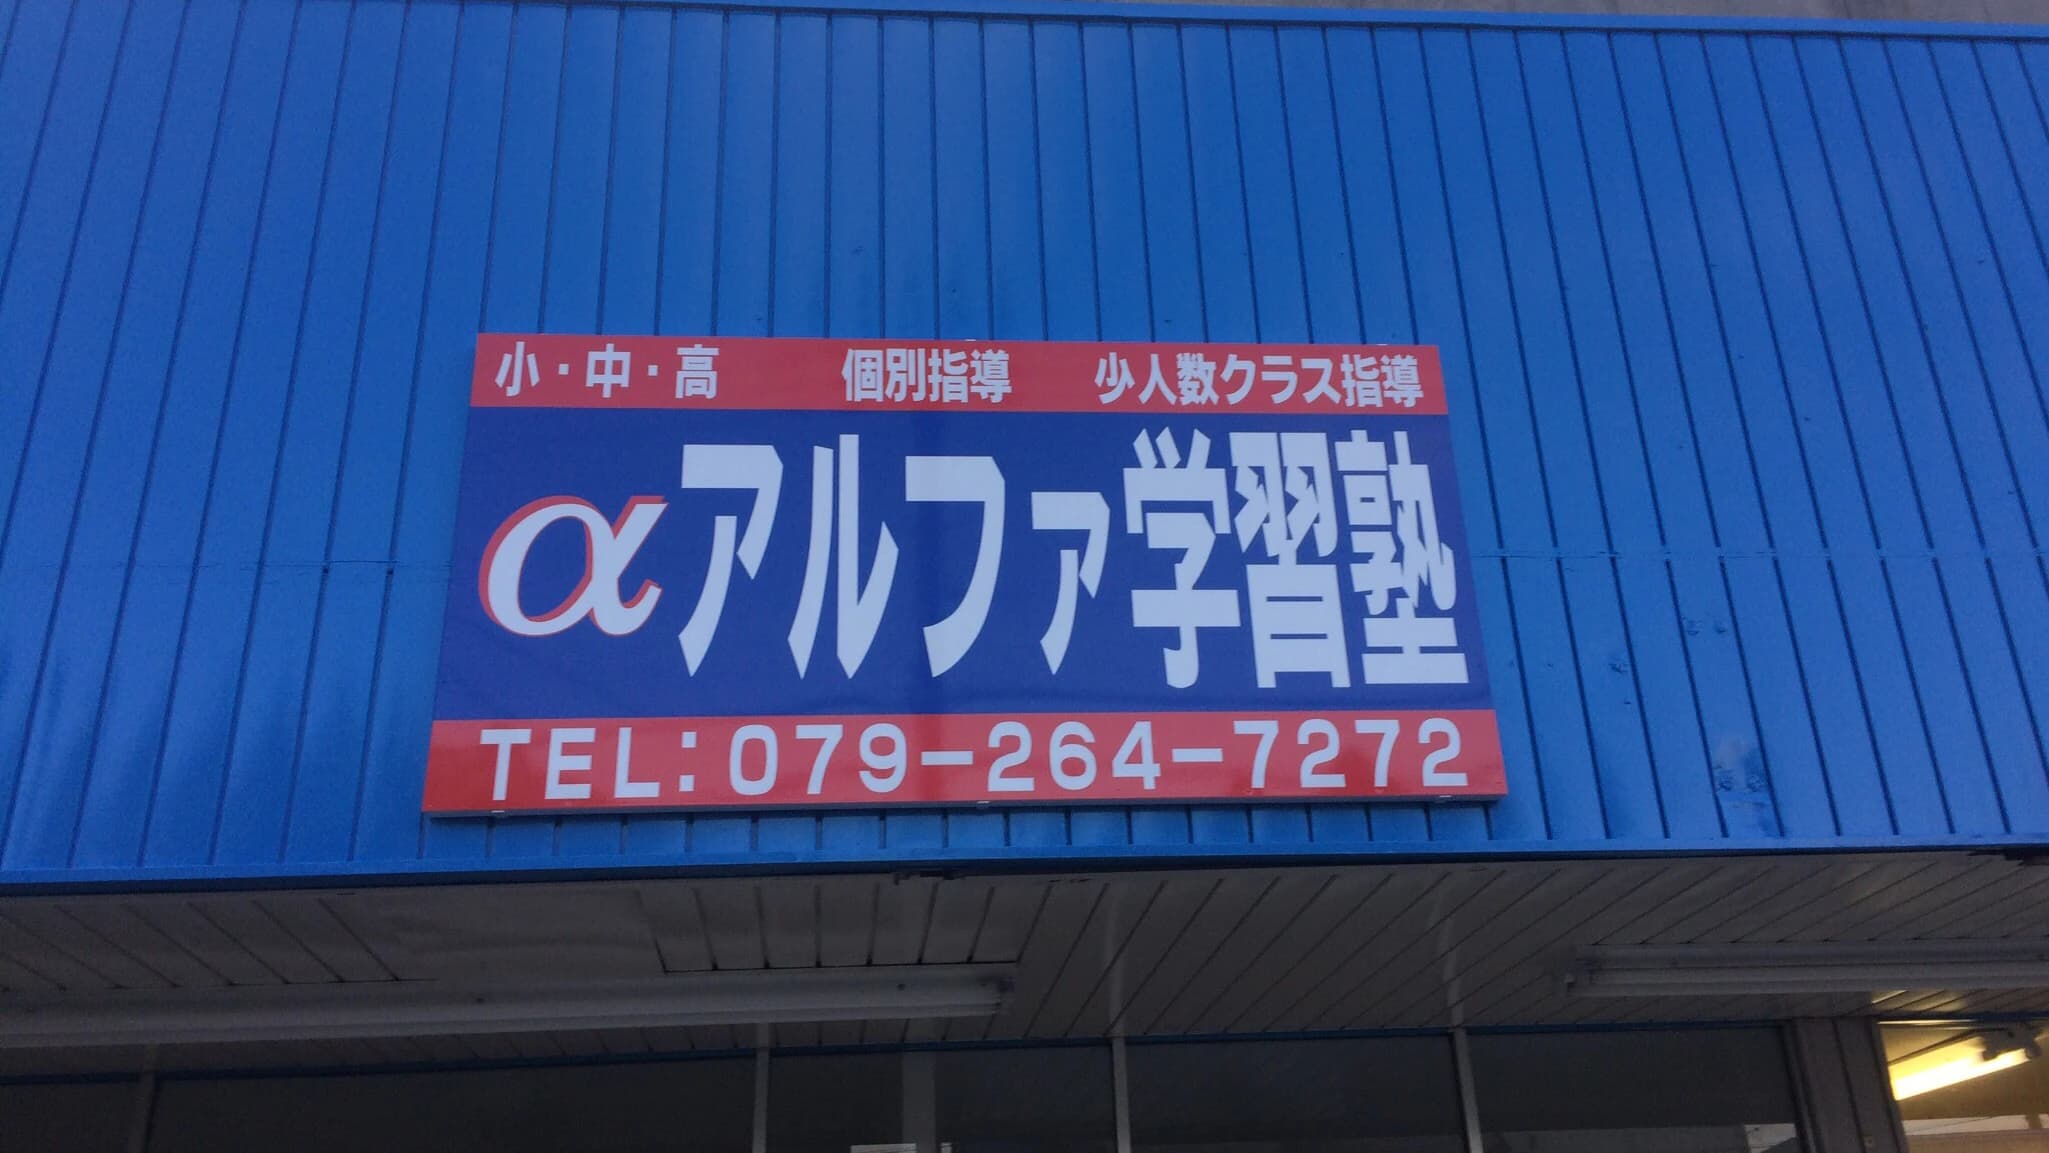 小・中・高 個別指導 少人数クラス指導
αアルファ学習塾
TEL:079-264-7272